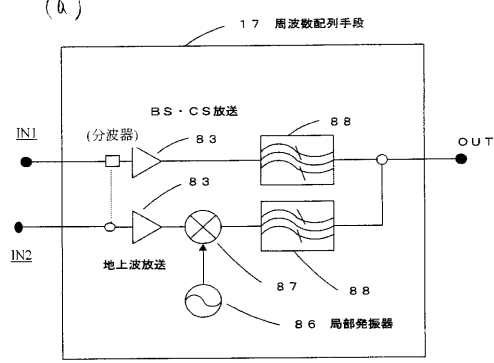 (a)
17 周波数配列手段
BS・CS放送
IN1
(分波器)
83
88
OUT
83
IN2
地上波放送
87
88
86 局部発振器